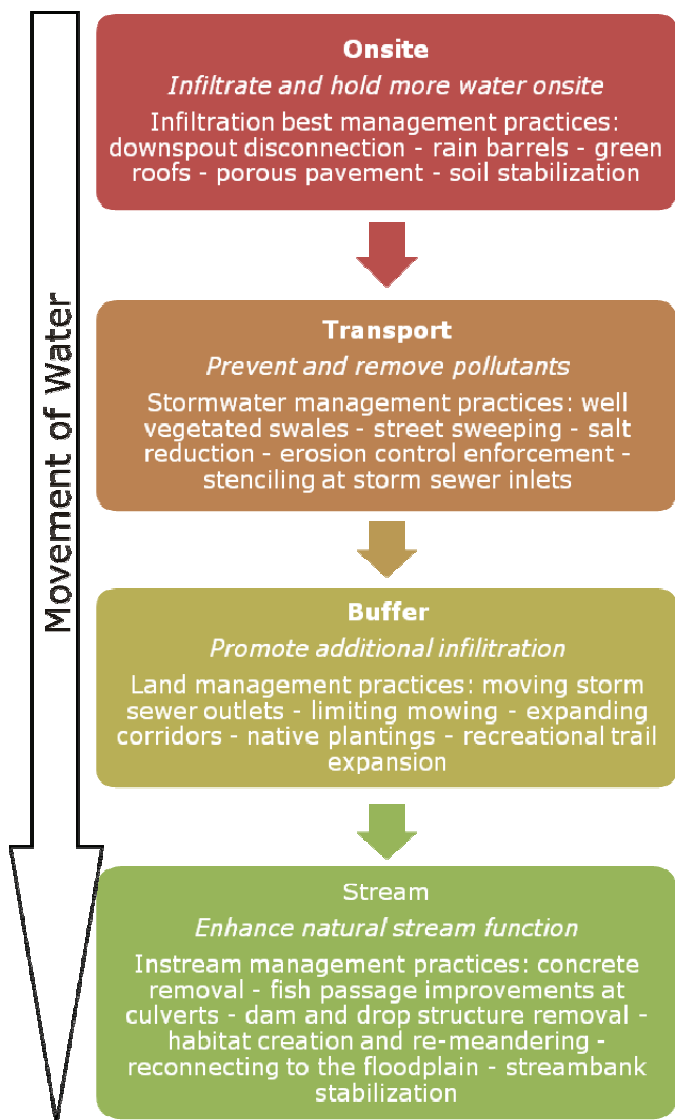 Movement of Water
Onsite
Infiltrate and hold more water onsite
Infiltration best management practices:
downspout disconnection - rain barrels - green
roofs - porous pavement - soil stabilization
Transport
Prevent and remove pollutants
Stormwater management practices: well
vegetated swales - street sweeping - salt
reduction - erosion control enforcement -
stenciling at storm sewer inlets
Buffer
Promote additional infilitration
Land management practices: moving storm
sewer outlets - limiting mowing - expanding
corridors - native plantings - recreational trail
expansion
Stream
Enhance natural stream function
Instream management practices: concrete
removal - fish passage improvements at
culverts - dam and drop structure removal -
habitat creation and re-meandering -
reconnecting to the floodplain - streambank
stabilization